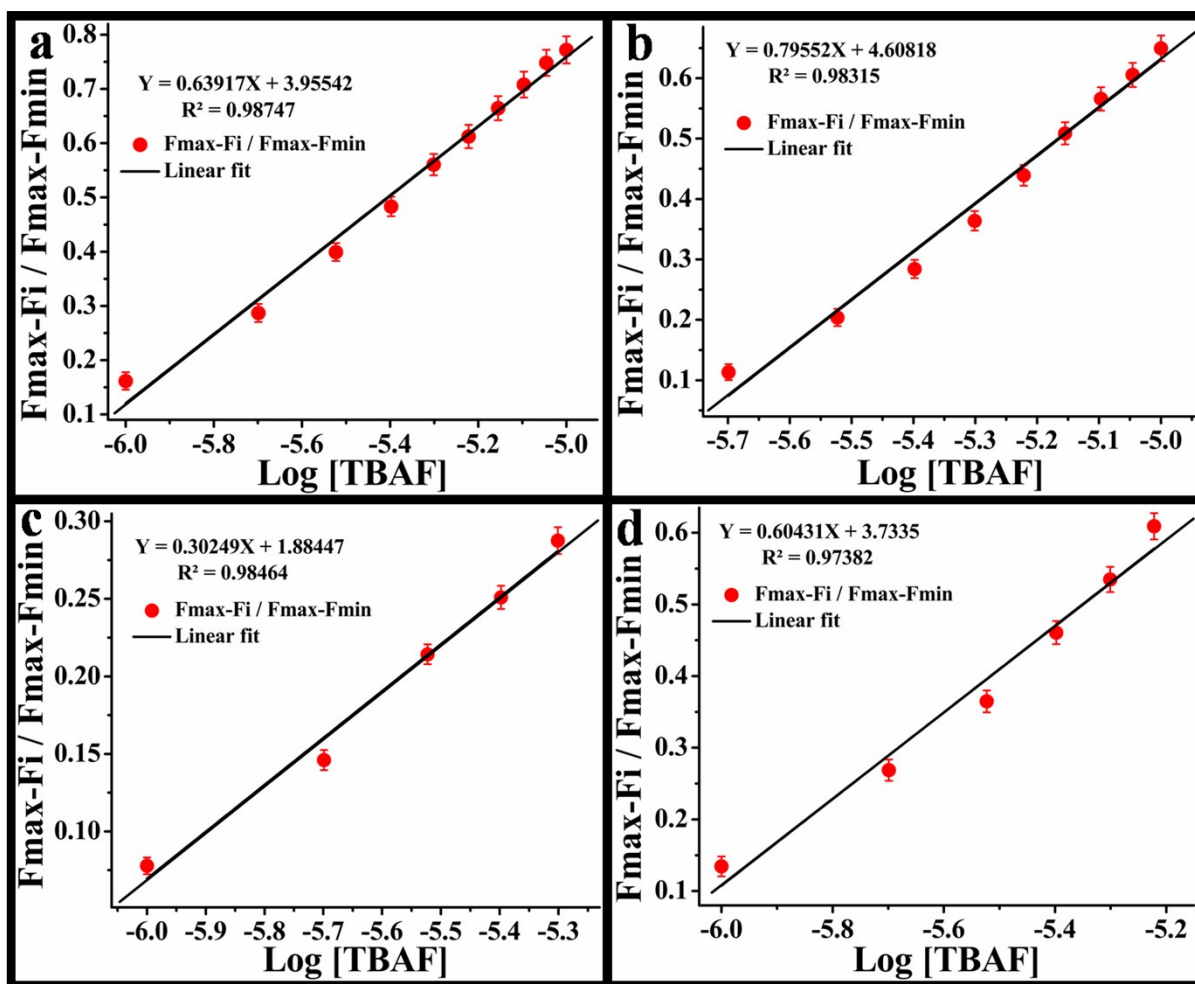 a
Y = 0.63917X + 3.95542
R² = 0.98747
Fmax-Fi / Fmax-Fmin
Linear fit
Fmax-Fi / Fmax-Fmin
0.8
0.7
0.6
0.5
0.4
0.3
0.2
0.1
-6.0 -5.8 -5.6 -5.4 -5.2 -5.0
Log [TBAF]
b
Y = 0.79552X + 4.60818
R² = 0.98315
Fmax-Fi / Fmax-Fmin
Linear fit
Fmax-Fi / Fmax-Fmin
0.6
0.5
0.4
0.3
0.2
0.1
-5.7 -5.6 -5.5 -5.4 -5.3 -5.2 -5.1 -5.0
Log [TBAF]
c
Y = 0.30249X + 1.88447
R² = 0.98464
Fmax-Fi / Fmax-Fmin
Linear fit
Fmax-Fi / Fmax-Fmin
0.30
0.25
0.20
0.15
0.10
-6.0 -5.9 -5.8 -5.7 -5.6 -5.5 -5.4 -5.3
Log [TBAF]
d
Y = 0.60431X + 3.7335
R² = 0.97382
Fmax-Fi / Fmax-Fmin
Linear fit
Fmax-Fi / Fmax-Fmin
0.6
0.5
0.4
0.3
0.2
0.1
-6.0 -5.8 -5.6 -5.4 -5.2
Log [TBAF]